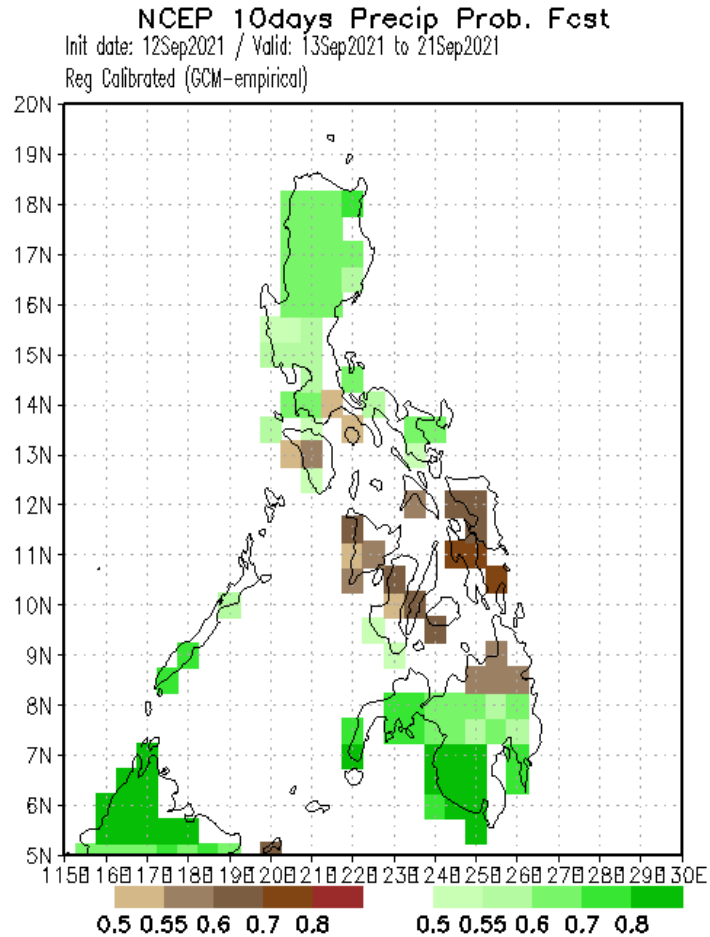 NCEP 10days Precip Prob. Fcst
Init date: 12Sep2021 / Valid: 13Sep2021 to 21Sep2021
Reg Calibrated (GCM-empirical)
20N
19N
18N
17N
16N
15N
14N
13N
12N
11N
10N
9N
8N
7N
6N
5N
115E 116E 117E 118E 119E 120E 121E 122E 123E 124E 125E 126E 127E 128E 129E 130E
0.5 0.55 0.6 0.7 0.8 0.5 0.55 0.6 0.7 0.8